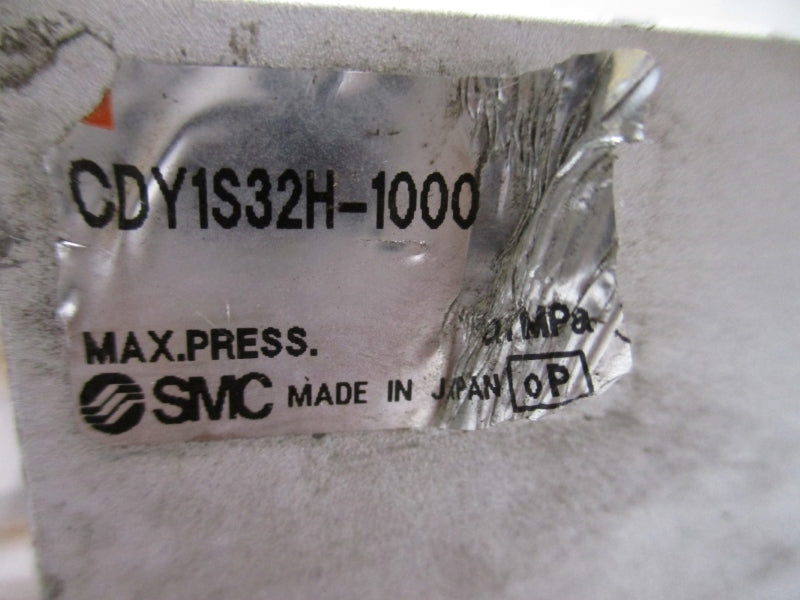 CDY1S32H-1000
MAX.PRESS. MPa
SMC MADE IN JAPAN OP